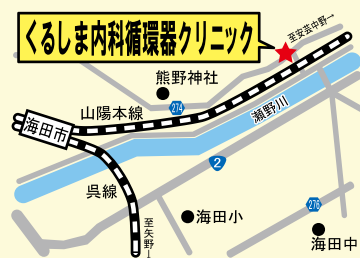 くるしま内科循環器クリニック
至安芸中野→
熊野神社
274
山陽本線
瀬野川
海田市
2
呉線
276
至矢野→
海田小
海田中